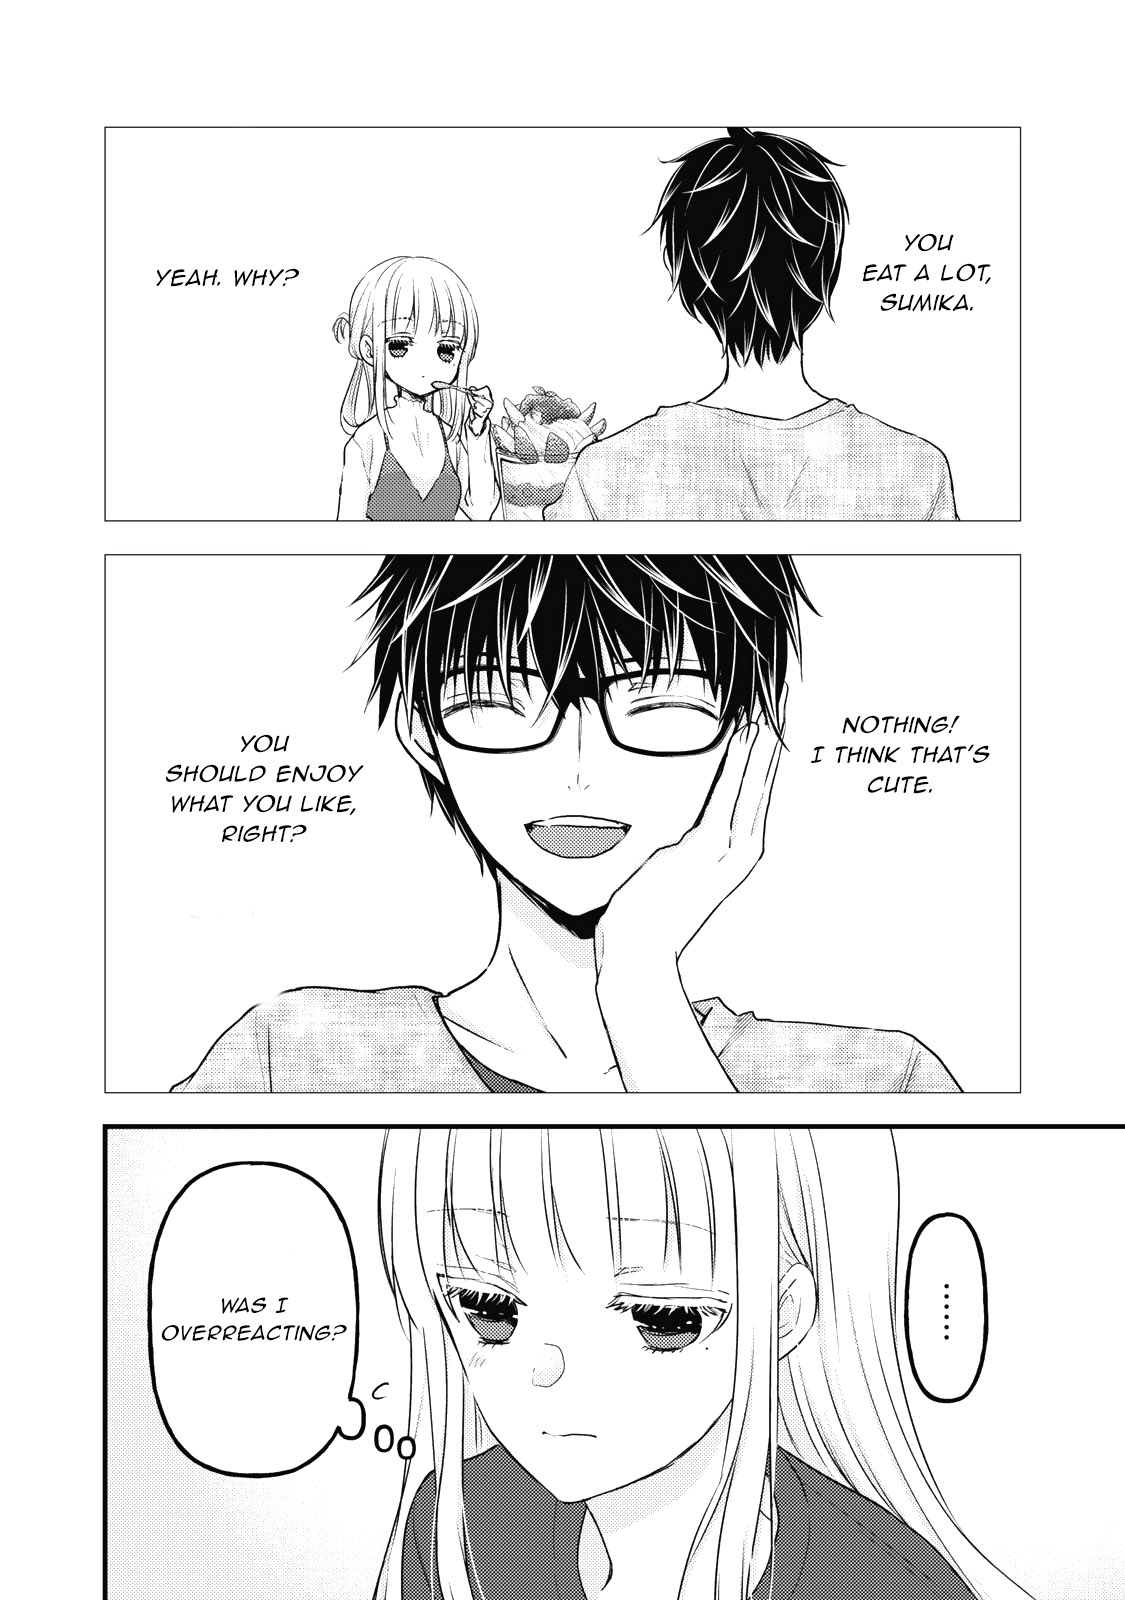 YOU
EAT A LOT,
SUMIKA.
YEAH. WHY?
NOTHING!
I THINK THAT'S
CUTE.
YOU
SHOULD ENJOY
WHAT YOU LIKE,
RIGHT?
........
WAS I
OVERREACTING?